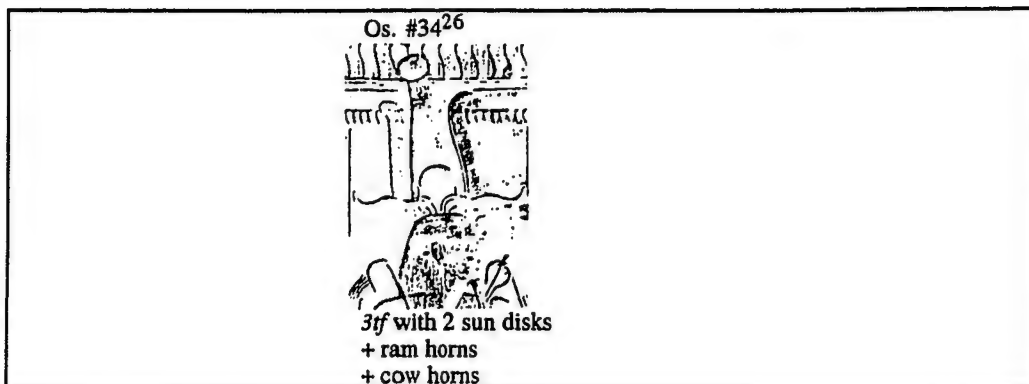 Os. #34²⁶
3tf with 2 sun disks
+ ram horns
+ cow horns